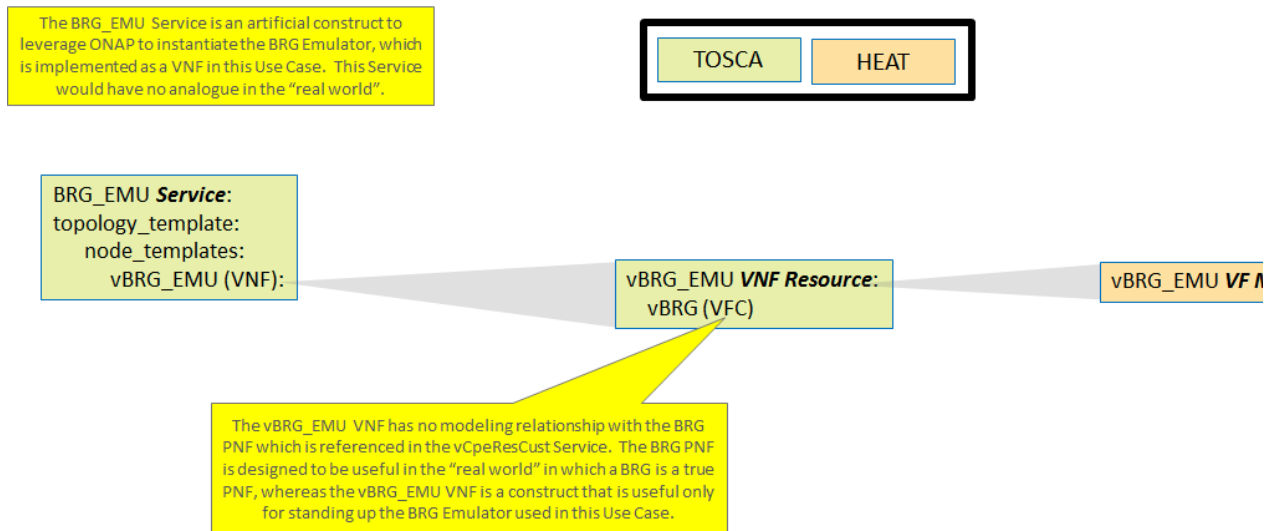 The BRG_EMU Service is an artificial construct to
leverage ONAP to instantiate the BRG Emulator, which
is implemented as a VNF in this Use Case. This Service
would have no analogue in the “real world”.
TOSCA
HEAT
BRG_EMU Service:
topology_template:
node_templates:
vBRG_EMU (VNF):
vBRG_EMU VNF Resource:
vBRG (VFC)
vBRG_EMU VF
The vBRG_EMU VNF has no modeling relationship with the BRG
PNF which is referenced in the vCpeResCust Service. The BRG PNF
is designed to be useful in the “real world” in which a BRG is a true
PNF, whereas the vBRG_EMU VNF is a construct that is useful only
for standing up the BRG Emulator used in this Use Case.